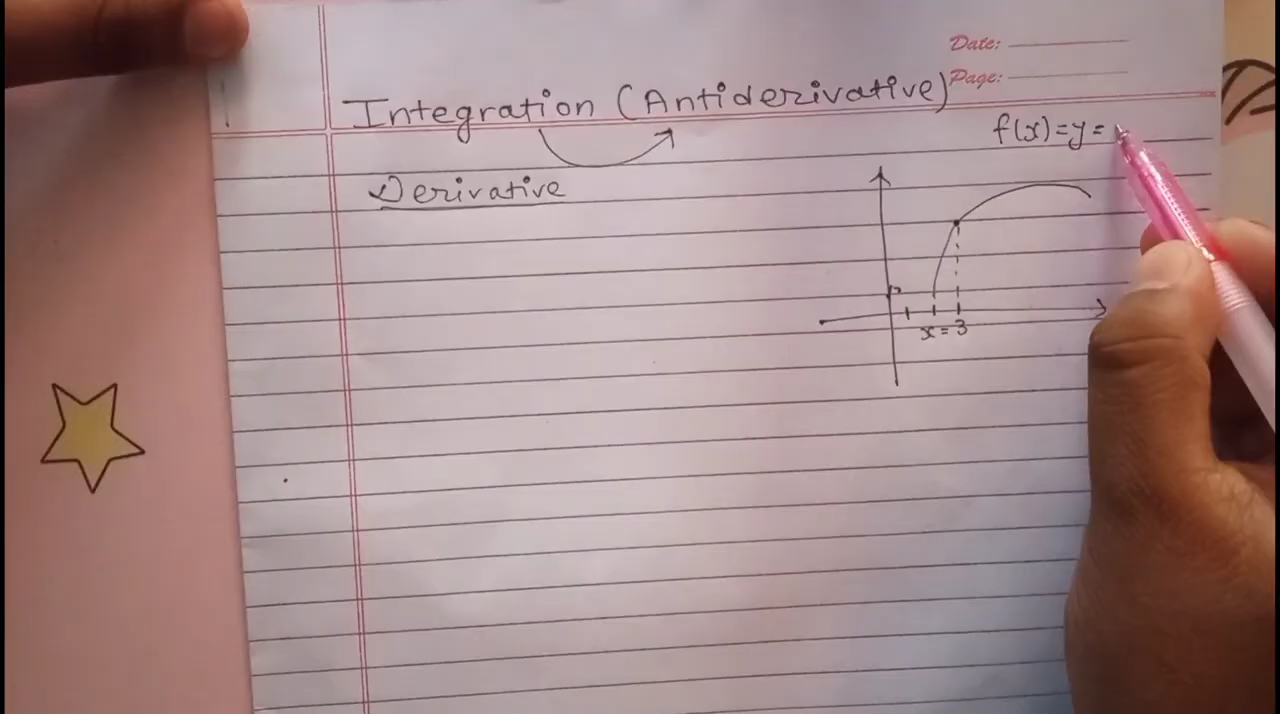 Date:
Page:
Integration (Antiderivative)
f(x)=y=
Derivative
x=3